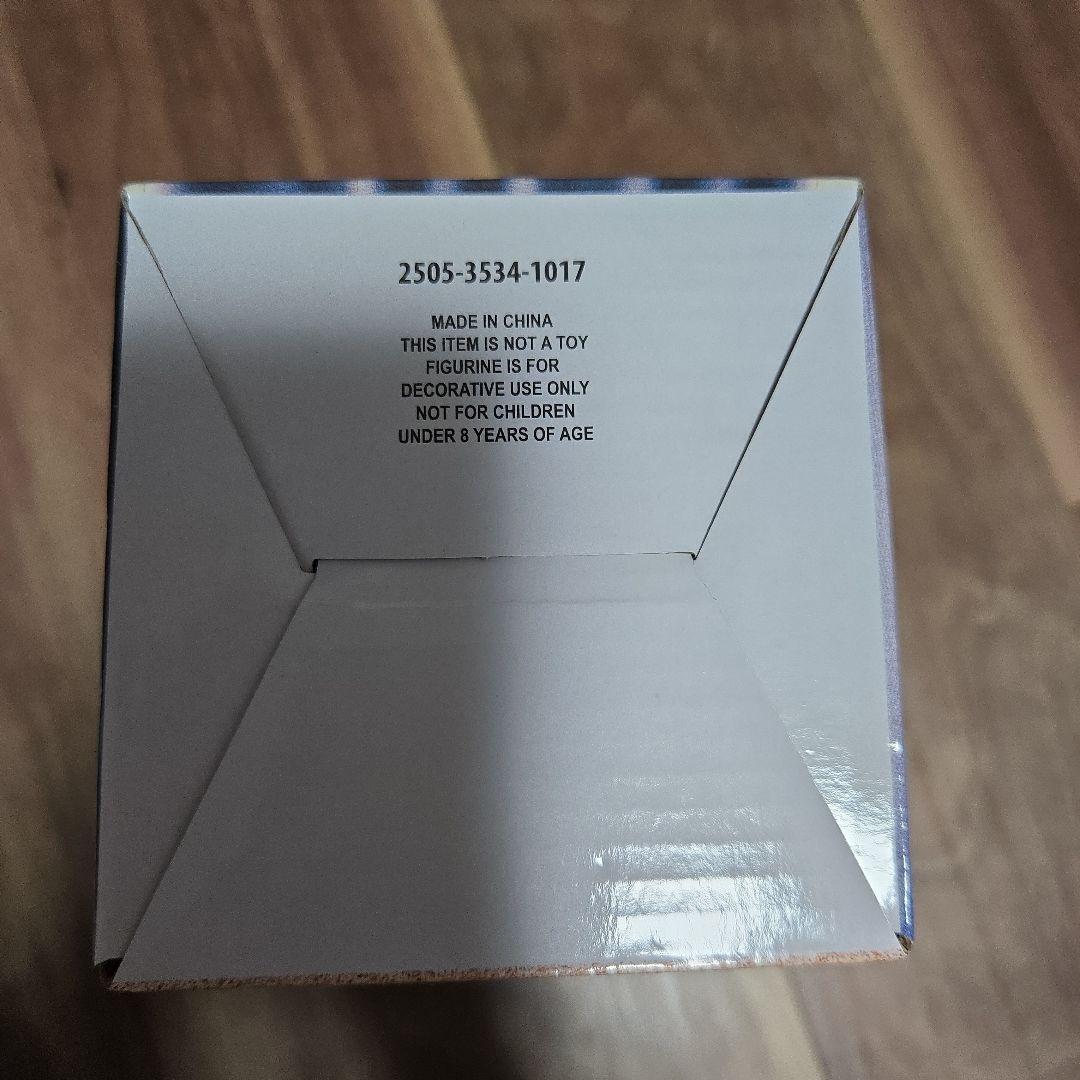 2505-3534-1017
MADE IN CHINA
THIS ITEM IS NOT A TOY
FIGURINE IS FOR
DECORATIVE USE ONLY
NOT FOR CHILDREN
UNDER 8 YEARS OF AGE